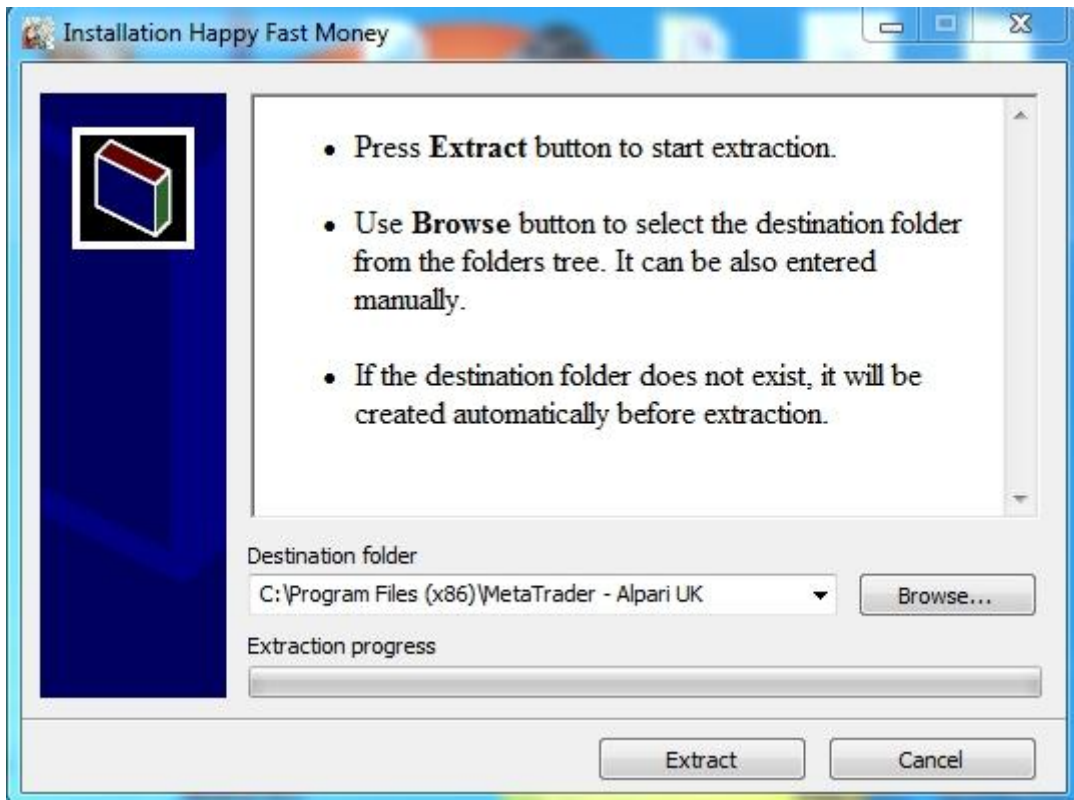 Installation Happy Fast Money
• Press Extract button to start extraction.
• Use Browse button to select the destination folder
from the folders tree. It can be also entered
manually.
• If the destination folder does not exist, it will be
created automatically before extraction.
Destination folder
C:\Program Files (x86)\MetaTrader - Alpari UK
Browse...
Extraction progress
Extract
Cancel